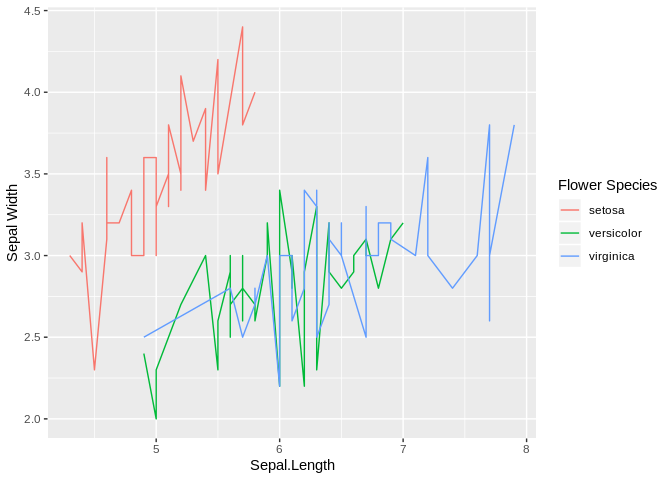 4.5
4.0
3.5
3.0
2.5
2.0
Sepal Width
5 6 7 8
Sepal.Length
Flower Species
setosa
versicolor
virginica